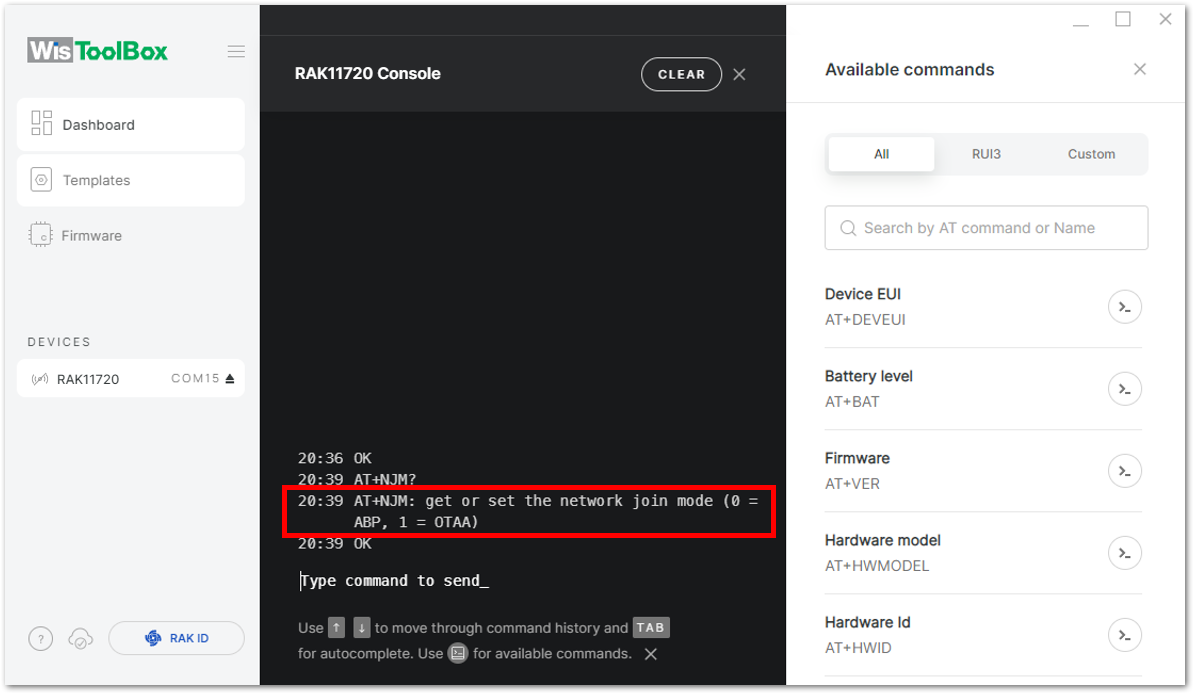 WisToolBox
Dashboard
Templates
Firmware
DEVICES
RAK11720 COM15
?
RAK ID
RAK11720 Console
CLEAR
20:36 OK
20:39 AT+NJM?
20:39 AT+NJM: get or set the network join mode (0 =
ABP, 1 = OTAA)
20:39 OK
Type command to send_
Use ↑ ↓ to move through command history and TAB
for autocomplete. Use for available commands.
Available commands
All RUI3 Custom
Search by AT command or Name
Device EUI
AT+DEVEUI
Battery level
AT+BAT
Firmware
AT+VER
Hardware model
AT+HWMODEL
Hardware Id
AT+HWID